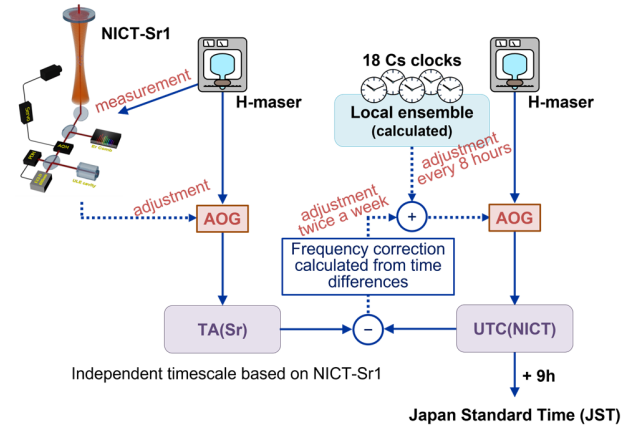 NICT-Sr1
18 Cs clocks
measurement
H-maser
Local ensemble
(calculated)
H-maser
AOM
adjustment
adjustment
twice a week
adjustment
every 8 hours
AOG
+
AOG
Frequency correction
calculated from time
differences
TA(Sr)
−
UTC(NICT)
Independent timescale based on NICT-Sr1
+ 9h
Japan Standard Time (JST)